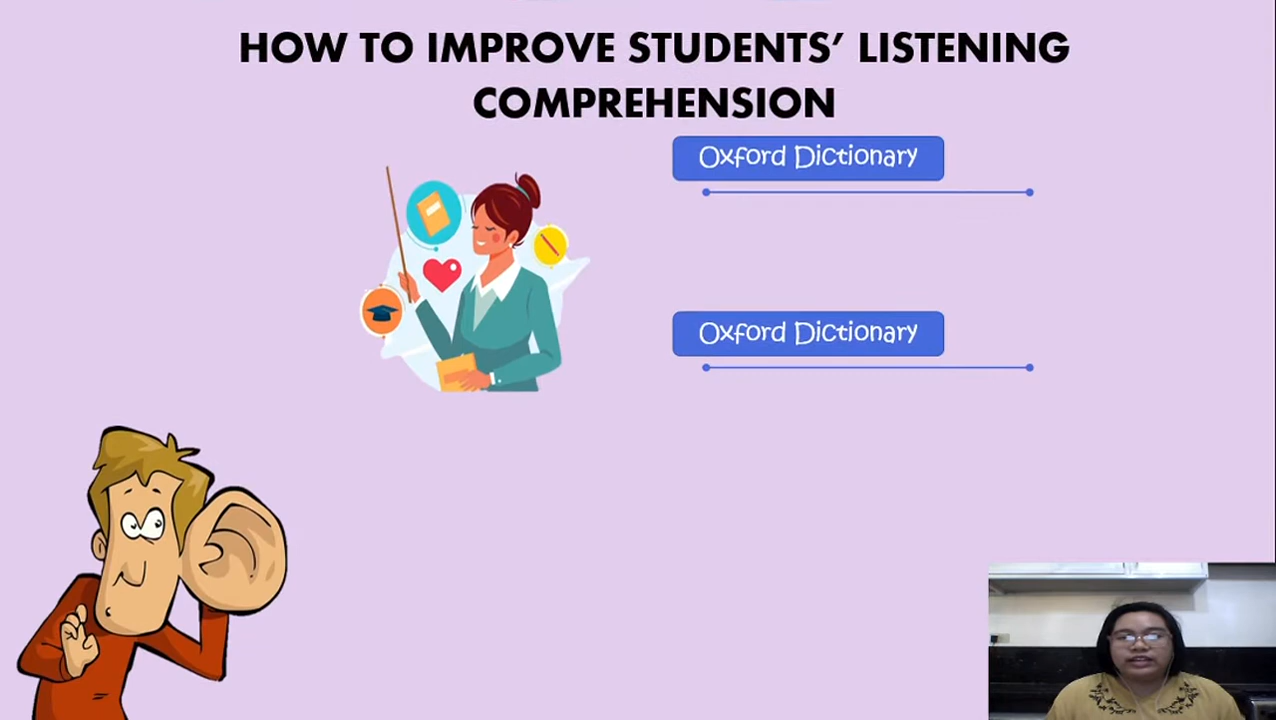 HOW TO IMPROVE STUDENTS’ LISTENING
COMPREHENSION
Oxford Dictionary
Oxford Dictionary